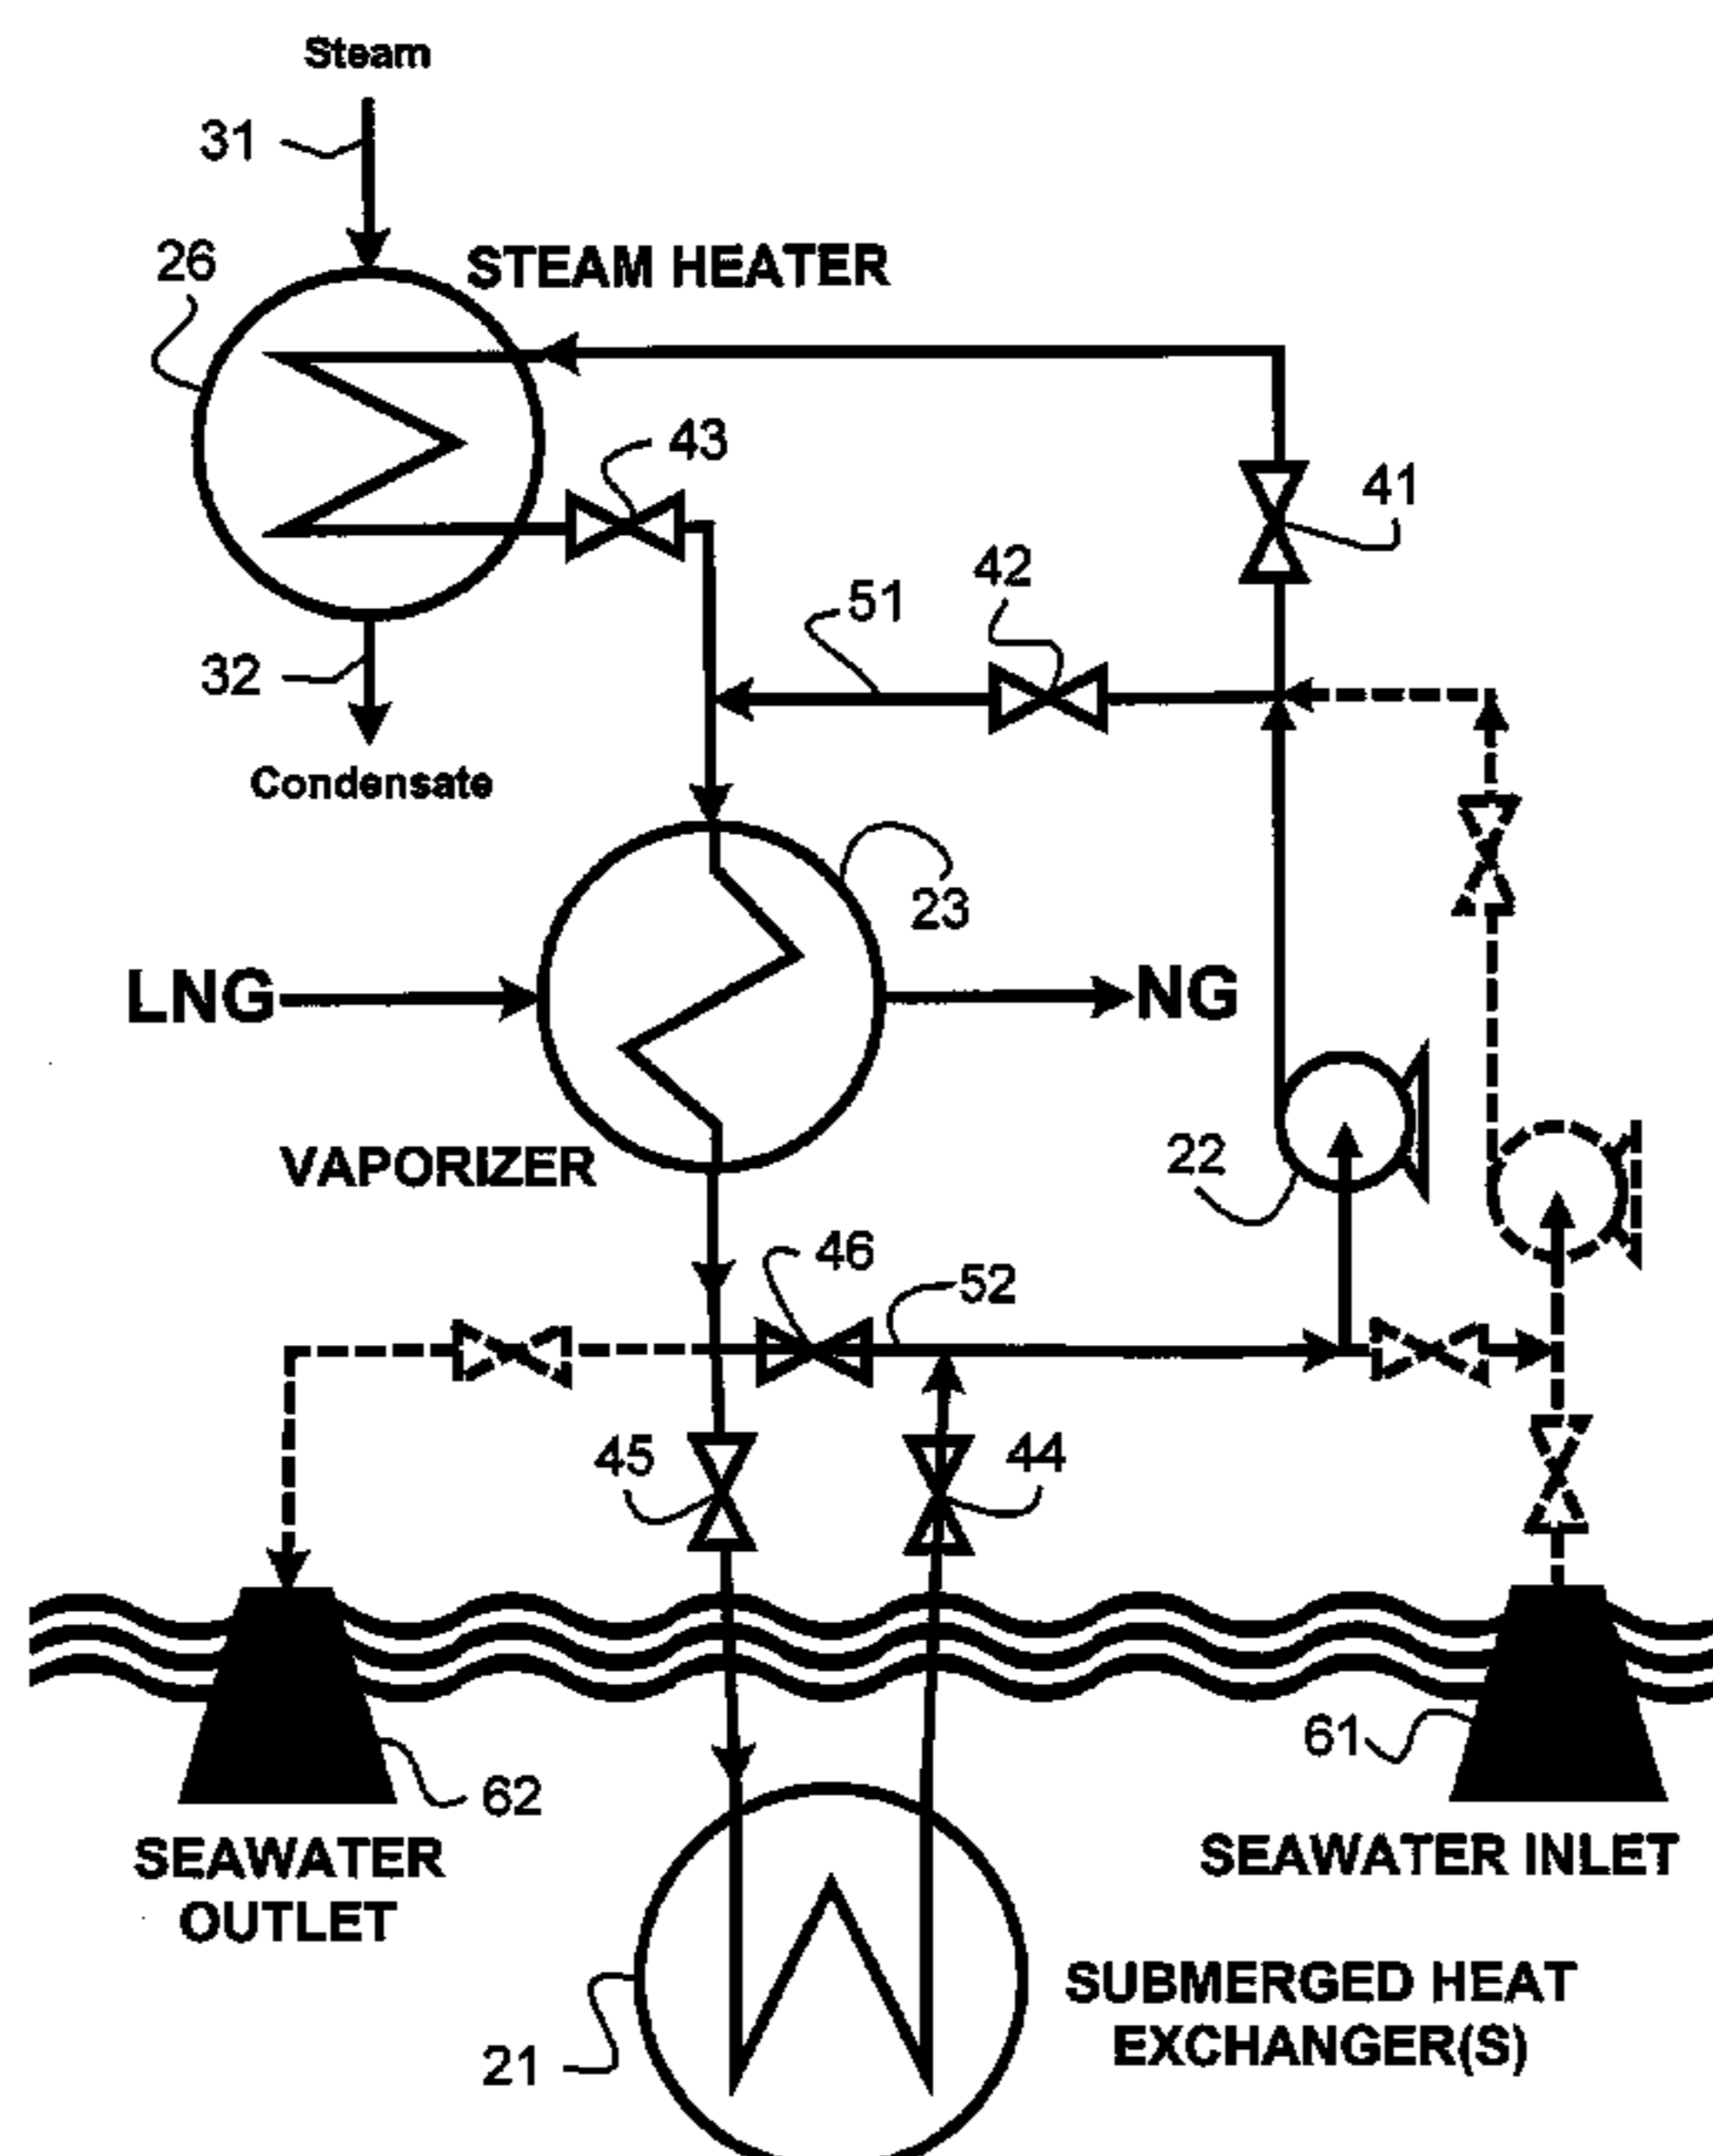 Steam
31
26
STEAM HEATER
43
41
42
51
32
Condensate
23
LNG
NG
VAPORIZER
22
46
52
45
44
61
62
SEAWATER
OUTLET
SEAWATER INLET
SUBMERGED HEAT
EXCHANGER(S)
21